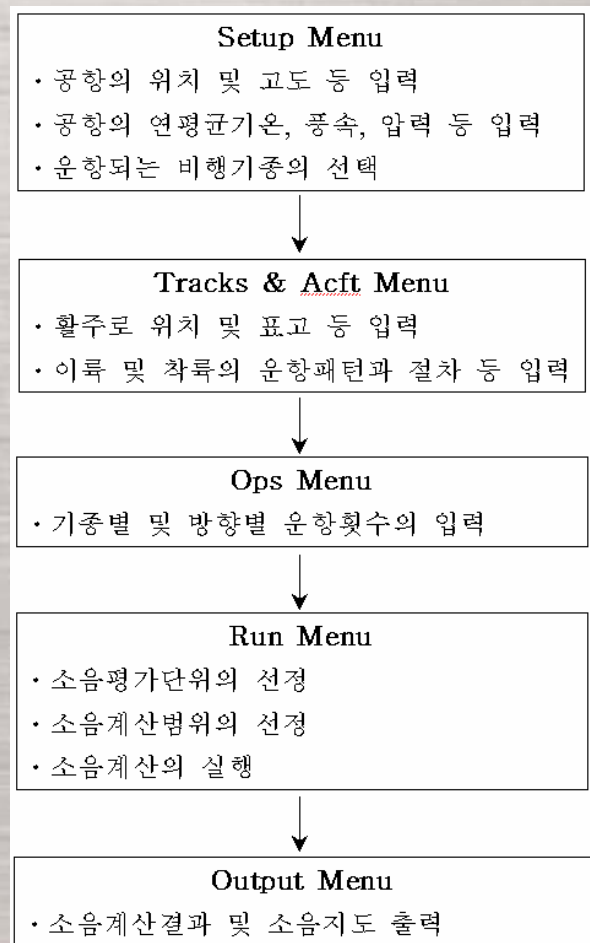 Setup Menu
· 공항의 위치 및 고도 등 입력
· 공항의 연평균기온, 풍속, 압력 등 입력
· 운항되는 비행기종의 선택
Tracks & Acft Menu
· 활주로 위치 및 표고 등 입력
· 이륙 및 착륙의 운항패턴과 절차 등 입력
Ops Menu
· 기종별 및 방향별 운항횟수의 입력
Run Menu
· 소음평가단위의 선정
· 소음계산범위의 선정
· 소음계산의 실행
Output Menu
· 소음계산결과 및 소음지도 출력